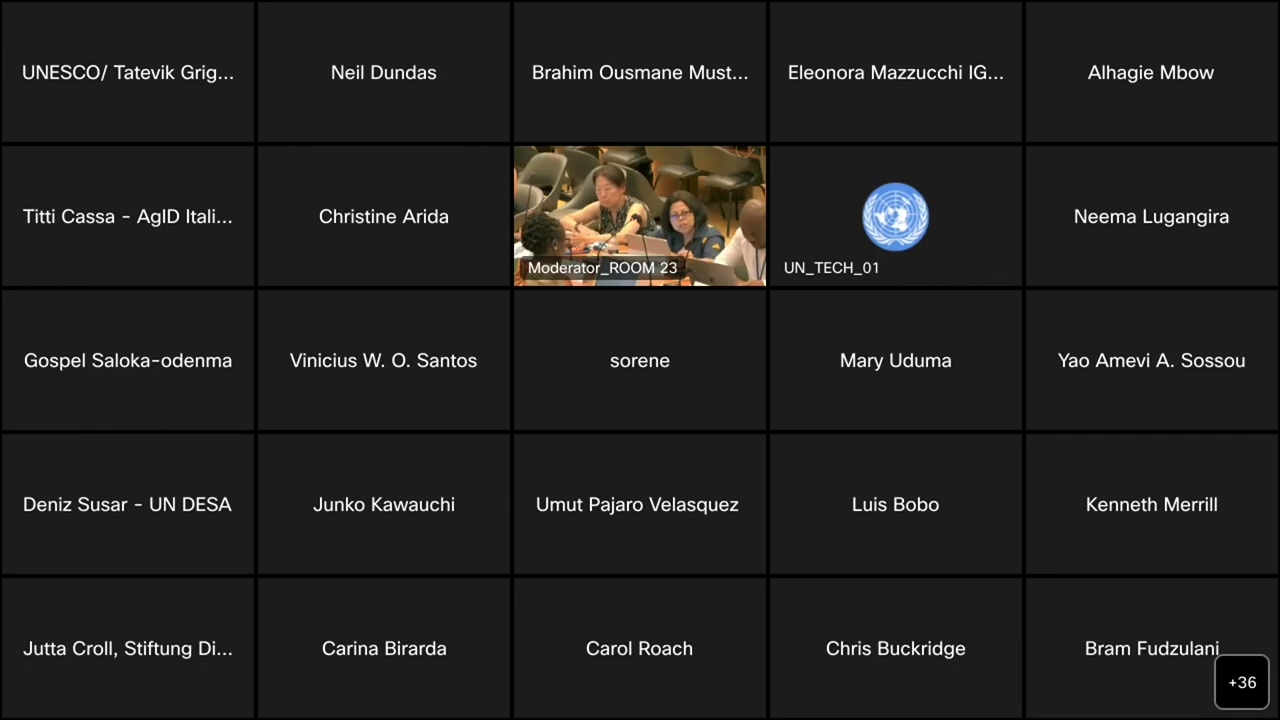 UNESCO/ Tatevik Grig...
Neil Dundas
Brahim Ousmane Must...
Eleonora Mazzucchi IG...
Alhagie Mbow
Titti Cassa - AgID Itali...
Christine Arida
Moderator_ROOM 23
UN_TECH_01
Neema Lugangira
Gospel Saloka-odenma
Vinicius W. O. Santos
sorene
Mary Uduma
Yao Amevi A. Sossou
Deniz Susar - UN DESA
Junko Kawauchi
Umut Pajaro Velasquez
Luis Bobo
Kenneth Merrill
Jutta Croll, Stiftung Di...
Carina Birarda
Carol Roach
Chris Buckridge
Bram Fudzulani
+36